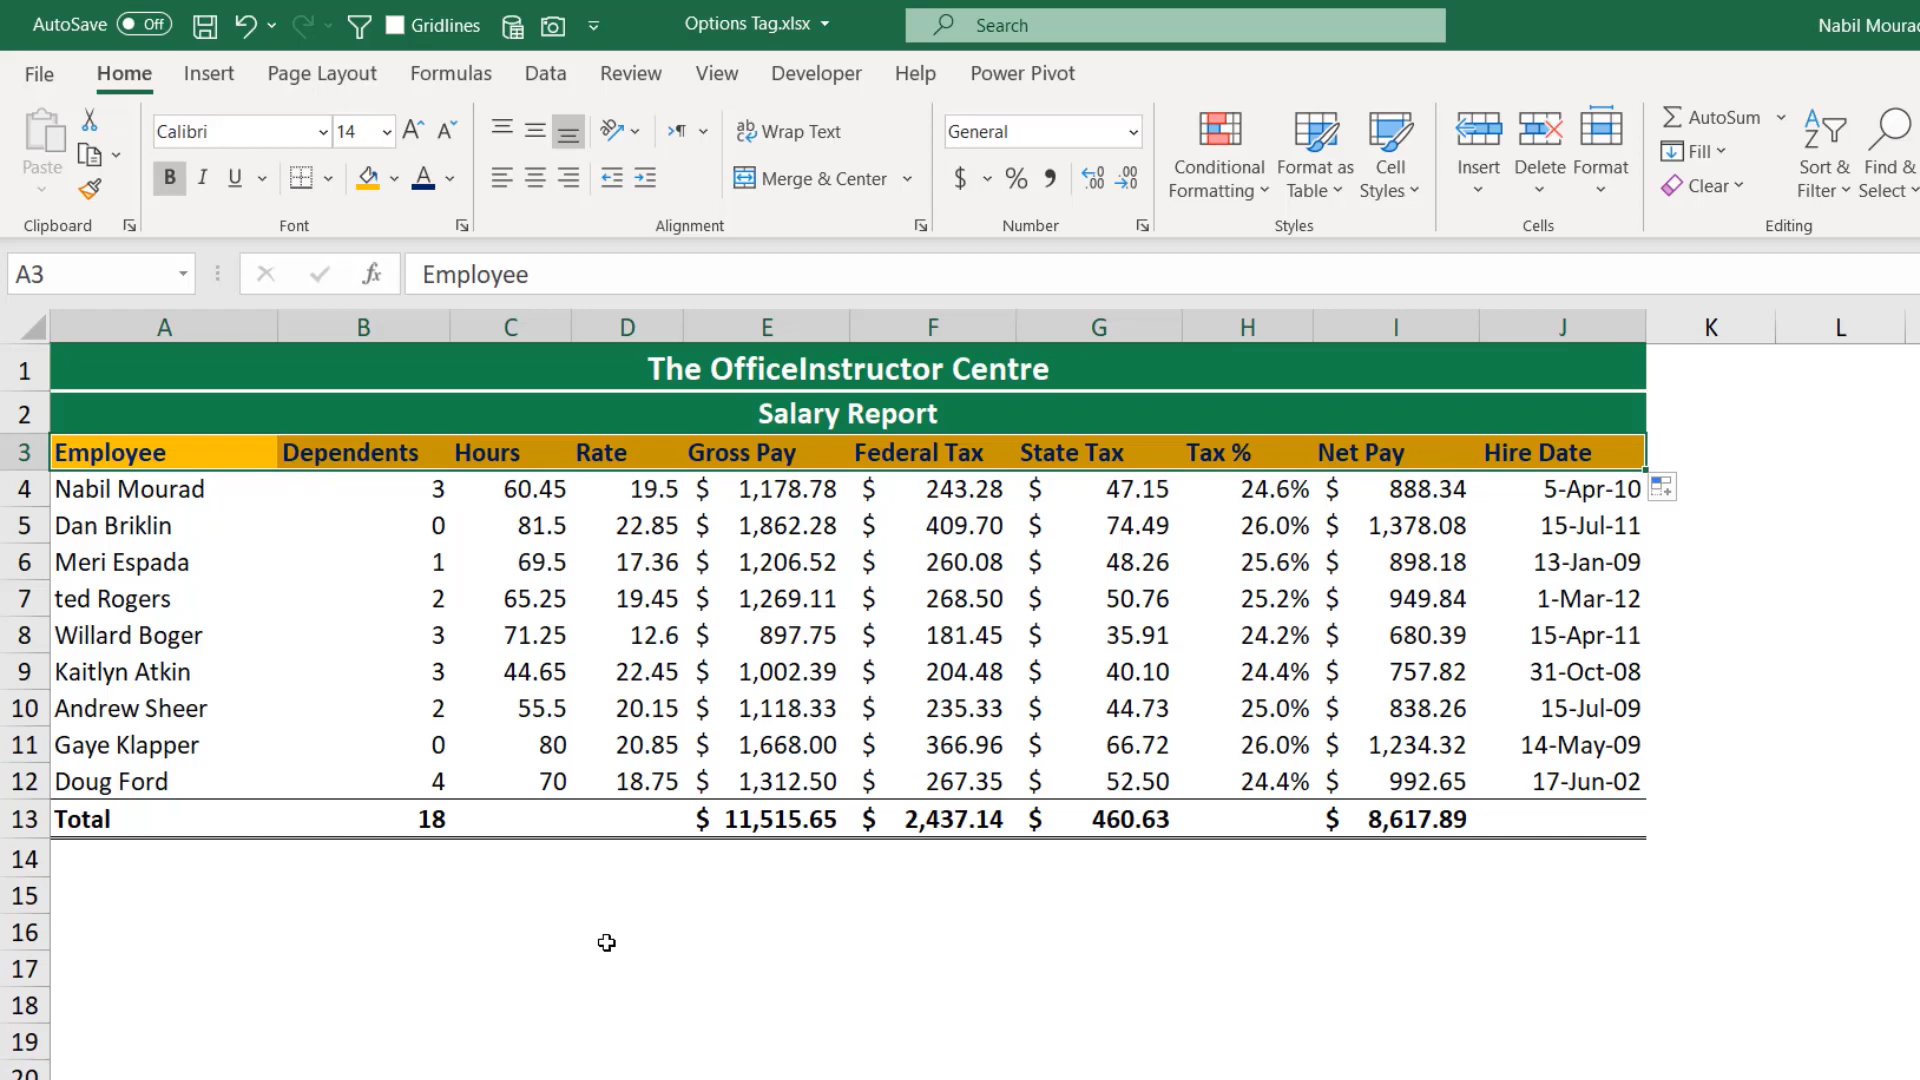 AutoSave Off Gridlines Options Tag.xlsx Search Nabil Mourad
File Home Insert Page Layout Formulas Data Review View Developer Help Power Pivot
Paste Calibri 14 Wrap Text General Conditional Formatting Format as Table Cell Styles Insert Delete Format AutoSum Sort & Filter Find & Select
B I U Merge & Center $ % Fill
Clear
Clipboard Font Alignment Number Styles Cells Editing
A3 fx Employee
A B C D E F G H I J K L
1 The OfficeInstructor Centre
2 Salary Report
3 Employee Dependents Hours Rate Gross Pay Federal Tax State Tax Tax % Net Pay Hire Date
4 Nabil Mourad 3 60.45 19.5 $ 1,178.78 $ 243.28 $ 47.15 24.6% $ 888.34 5-Apr-10
5 Dan Briklin 0 81.5 22.85 $ 1,862.28 $ 409.70 $ 74.49 26.0% $ 1,378.08 15-Jul-11
6 Meri Espada 1 69.5 17.36 $ 1,206.52 $ 260.08 $ 48.26 25.6% $ 898.18 13-Jan-09
7 ted Rogers 2 65.25 19.45 $ 1,269.11 $ 268.50 $ 50.76 25.2% $ 949.84 1-Mar-12
8 Willard Boger 3 71.25 12.6 $ 897.75 $ 181.45 $ 35.91 24.2% $ 680.39 15-Apr-11
9 Kaitlyn Atkin 3 44.65 22.45 $ 1,002.39 $ 204.48 $ 40.10 24.4% $ 757.82 31-Oct-08
10 Andrew Sheer 2 55.5 20.15 $ 1,118.33 $ 235.33 $ 44.73 25.0% $ 838.26 15-Jul-09
11 Gaye Klapper 0 80 20.85 $ 1,668.00 $ 366.96 $ 66.72 26.0% $ 1,234.32 14-May-09
12 Doug Ford 4 70 18.75 $ 1,312.50 $ 267.35 $ 52.50 24.4% $ 992.65 17-Jun-02
13 Total 18 $ 11,515.65 $ 2,437.14 $ 460.63 $ 8,617.89
14
15
16
17
18
19
20